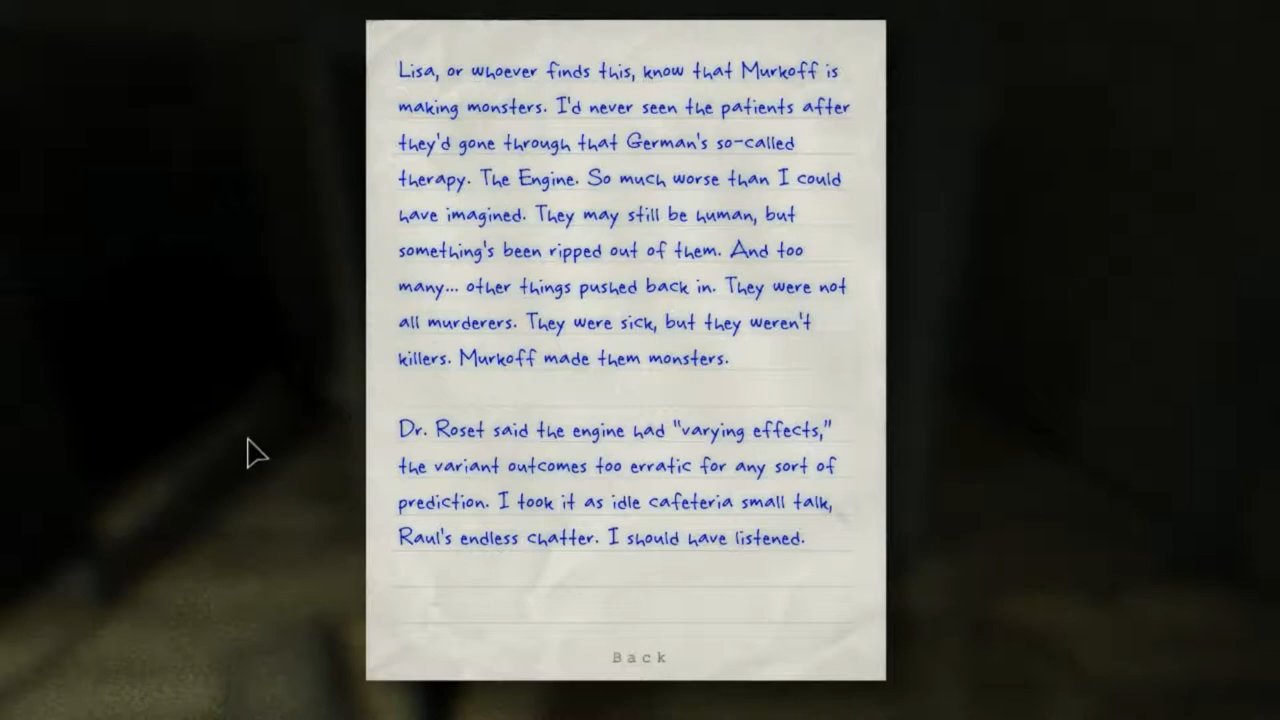 Lisa, or whoever finds this, know that Murkoff is
making monsters. I'd never seen the patients after
they'd gone through that German's so-called
therapy. The Engine. So much worse than I could
have imagined. They may still be human, but
something's been ripped out of them. And too
many... other things pushed back in. They were not
all murderers. They were sick, but they weren't
killers. Murkoff made them monsters.
Dr. Roset said the engine had "varying effects,"
the variant outcomes too erratic for any sort of
prediction. I took it as idle cafeteria small talk,
Raul's endless chatter. I should have listened.
Back